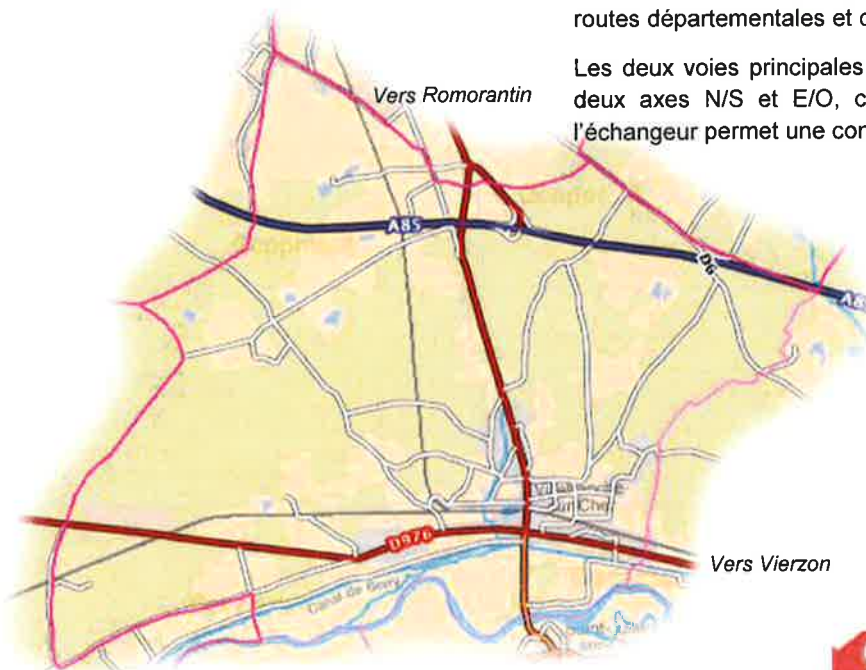 routes départementales et
Les deux voies principales
deux axes N/S et E/O,
l'échangeur permet une
Vers Romorantin
A85
D6
D976
Canal de Berry
Vers Vierzon